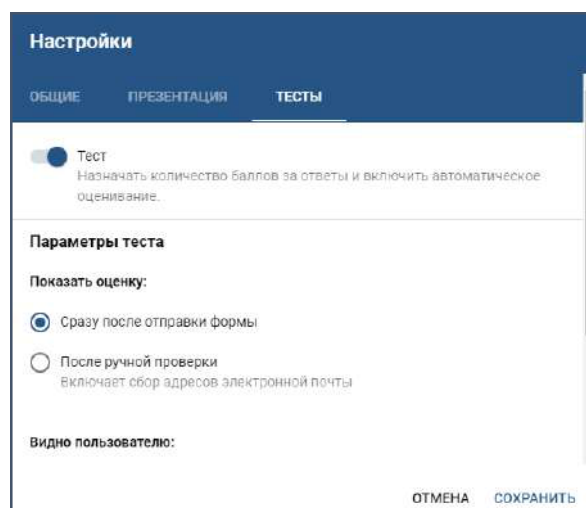 Настройки
ОБЩИЕ ПРЕЗЕНТАЦИЯ ТЕСТЫ
Тест
Назначать количество баллов за ответы и включить автоматическое
оценивание.
Параметры теста
Показать оценку:
Сразу после отправки формы
После ручной проверки
Включает сбор адресов электронной почты
Видно пользователю:
ОТМЕНА СОХРАНИТЬ